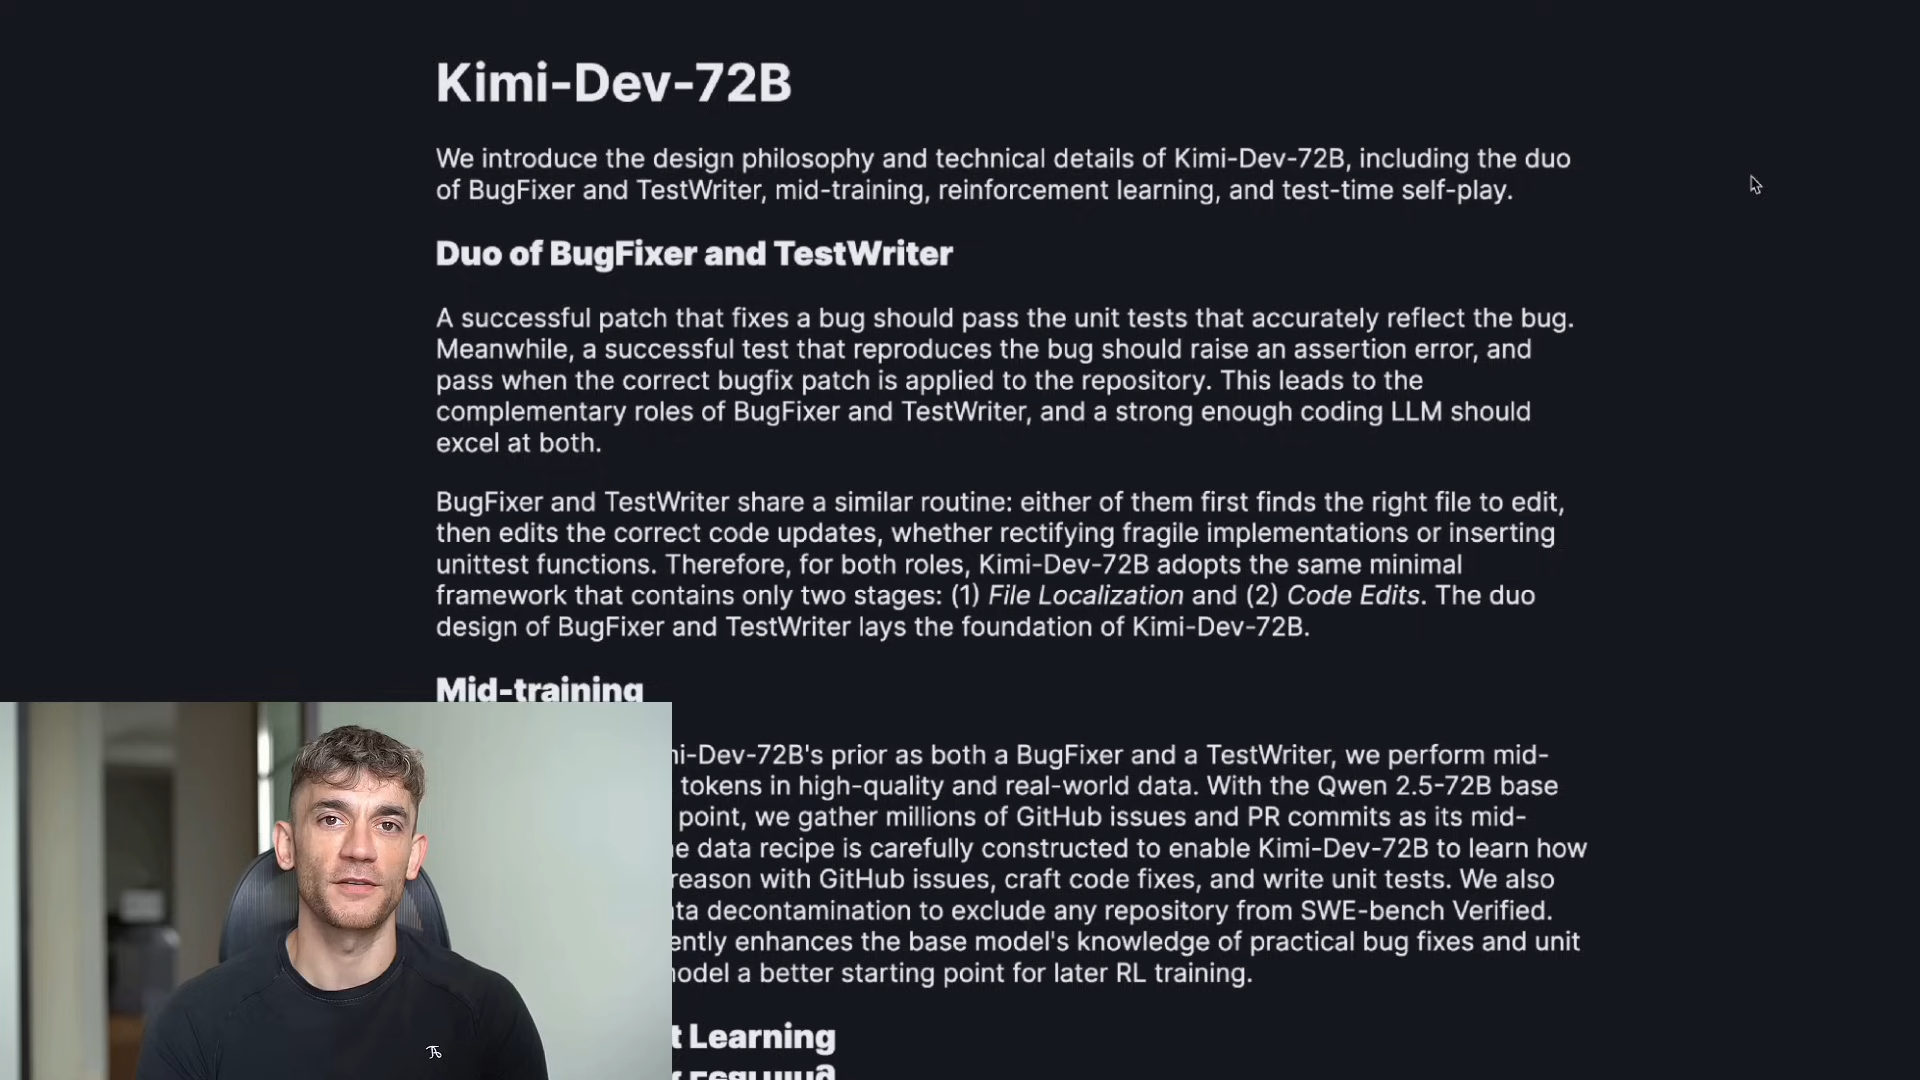 Kimi-Dev-72B
We introduce the design philosophy and technical details of Kimi-Dev-72B, including the duo
of BugFixer and TestWriter, mid-training, reinforcement learning, and test-time self-play.
Duo of BugFixer and TestWriter
A successful patch that fixes a bug should pass the unit tests that accurately reflect the bug.
Meanwhile, a successful test that reproduces the bug should raise an assertion error, and
pass when the correct bugfix patch is applied to the repository. This leads to the
complementary roles of BugFixer and TestWriter, and a strong enough coding LLM should
excel at both.
BugFixer and TestWriter share a similar routine: either of them first finds the right file to edit,
then edits the correct code updates, whether rectifying fragile implementations or inserting
unittest functions. Therefore, for both roles, Kimi-Dev-72B adopts the same minimal
framework that contains only two stages: (1) File Localization and (2) Code Edits. The duo
design of BugFixer and TestWriter lays the foundation of Kimi-Dev-72B.
Mid-training
mi-Dev-72B's prior as both a BugFixer and a TestWriter, we perform mid-
tokens in high-quality and real-world data. With the Qwen 2.5-72B base
point, we gather millions of GitHub issues and PR commits as its mid-
data recipe is carefully constructed to enable Kimi-Dev-72B to learn how
reason with GitHub issues, craft code fixes, and write unit tests. We also
decontamination to exclude any repository from SWE-bench Verified.
enhances the base model's knowledge of practical bug fixes and unit
a better starting point for later RL training.
Learning